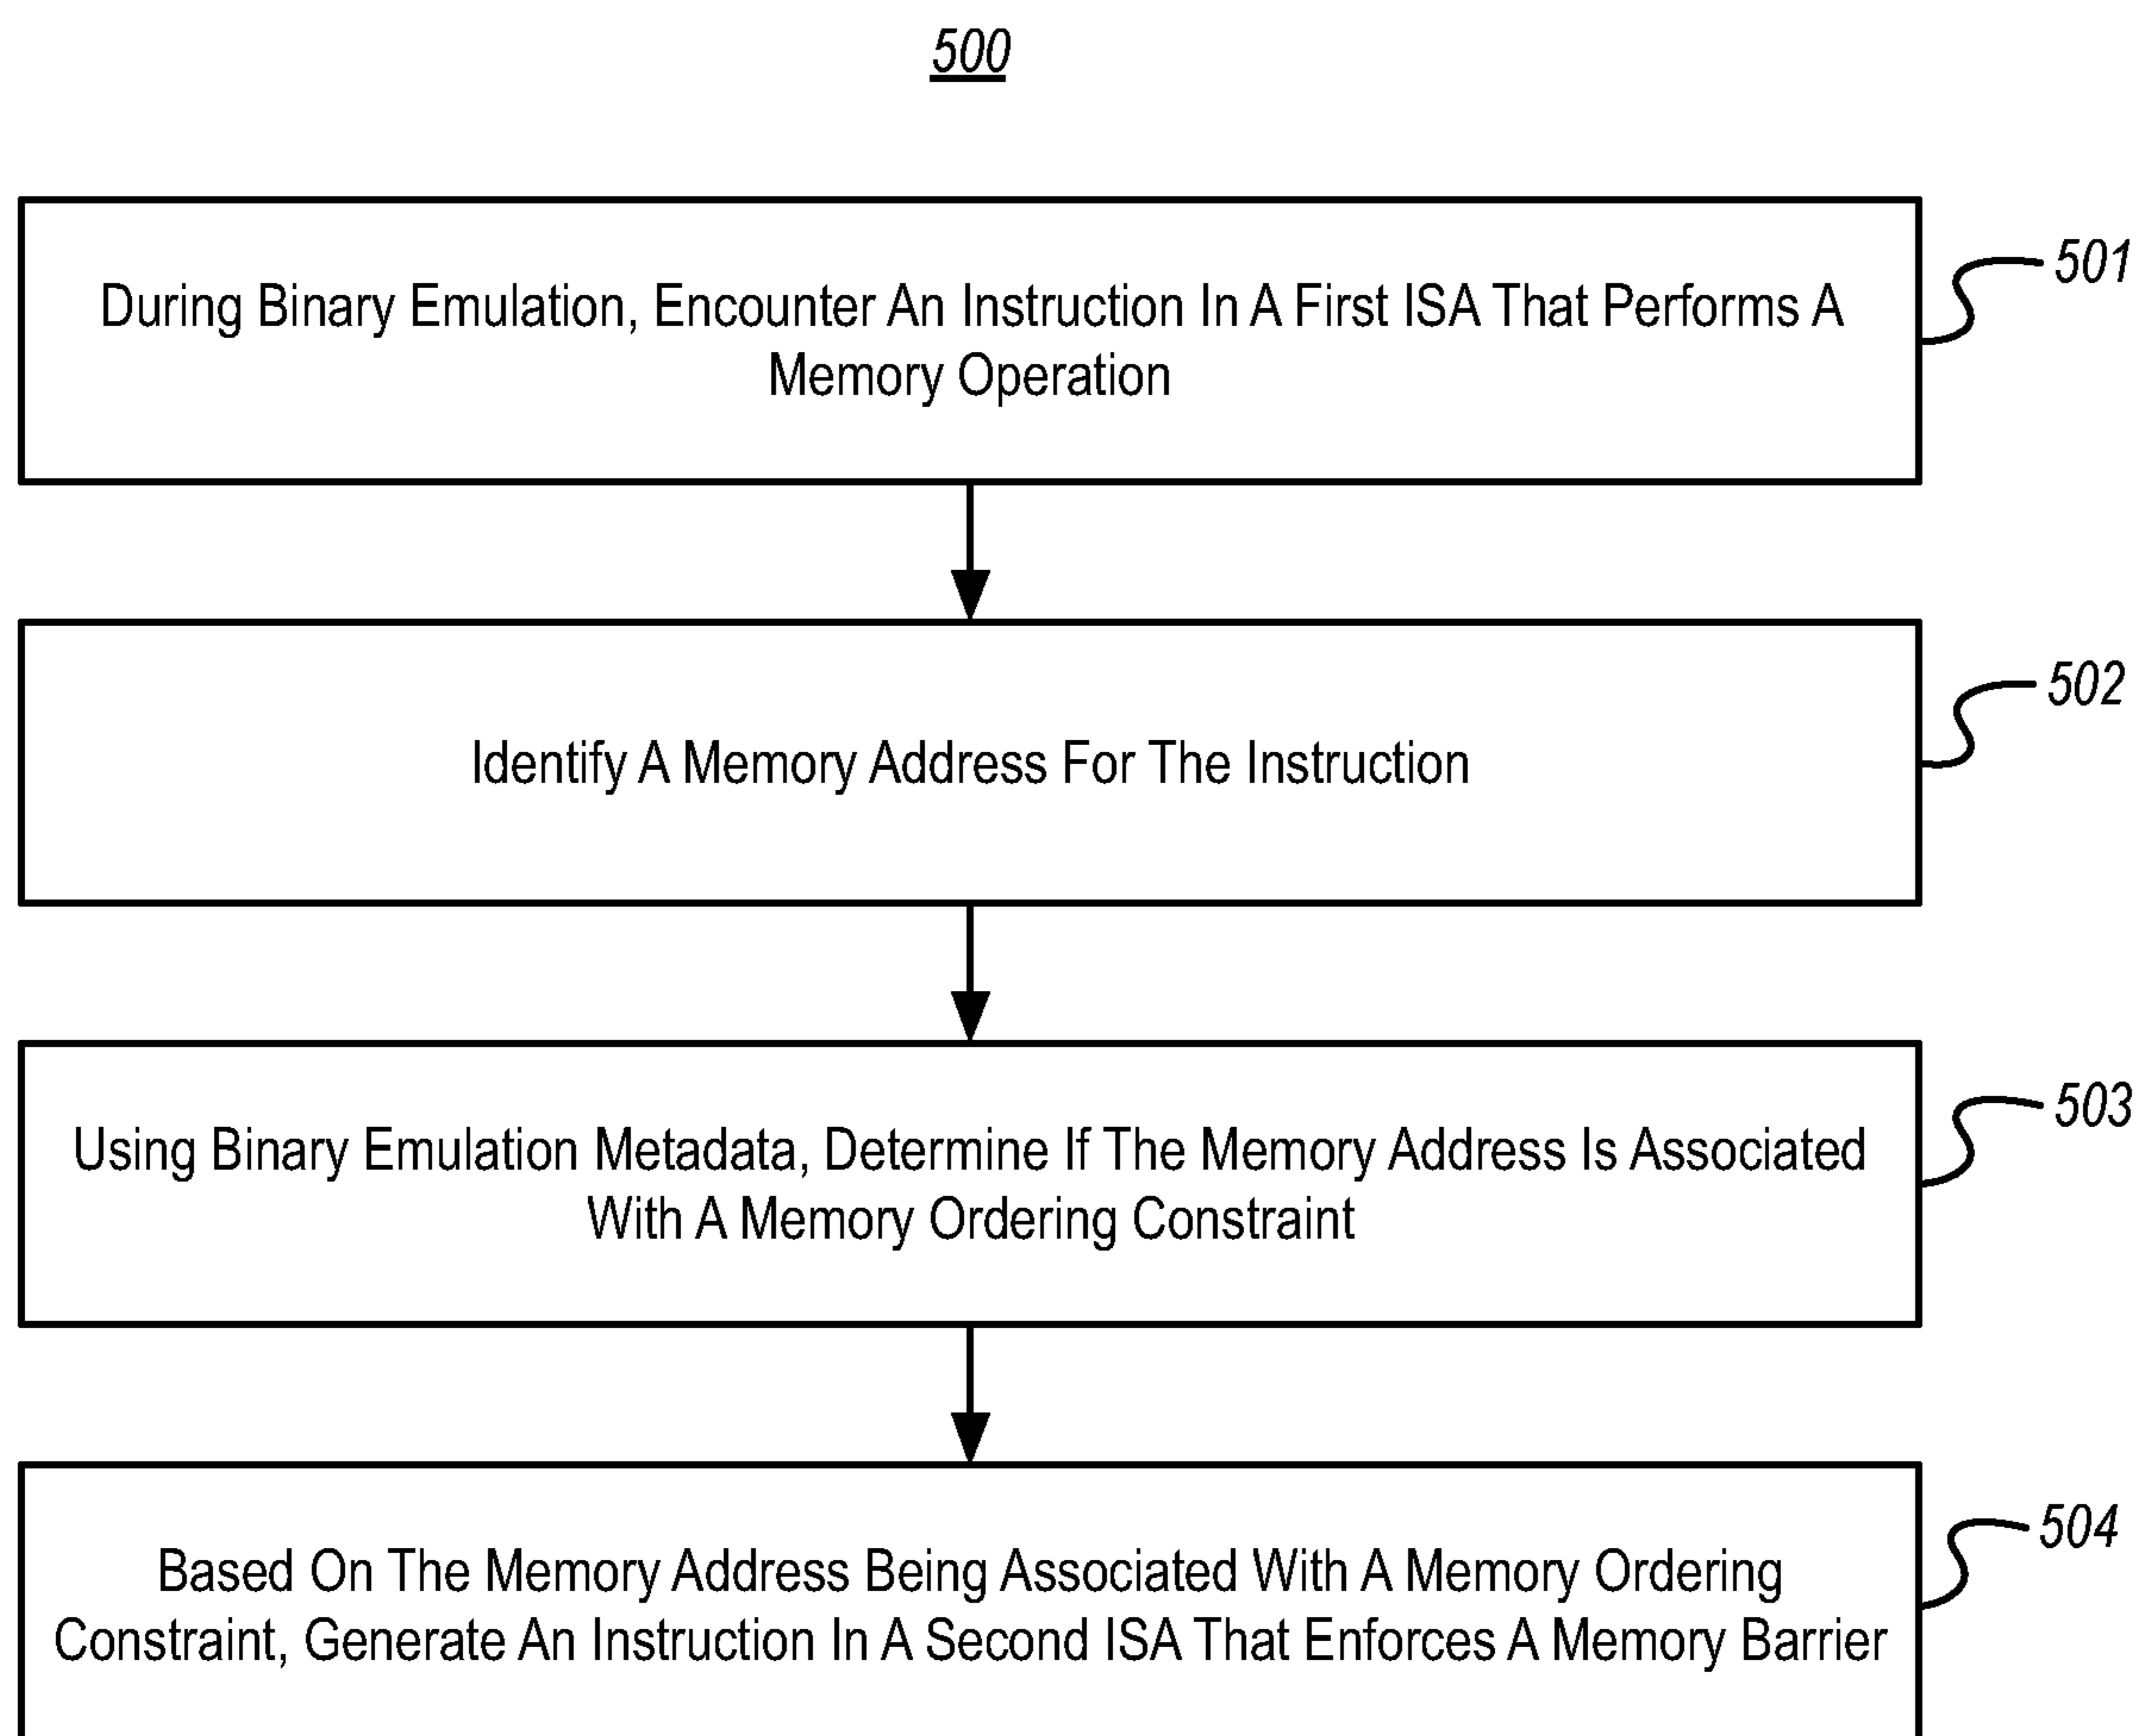 500
During Binary Emulation, Encounter An Instruction In A First ISA That Performs A
Memory Operation
501
Identify A Memory Address For The Instruction
502
Using Binary Emulation Metadata, Determine If The Memory Address Is Associated
With A Memory Ordering Constraint
503
Based On The Memory Address Being Associated With A Memory Ordering
Constraint, Generate An Instruction In A Second ISA That Enforces A Memory Barrier
504